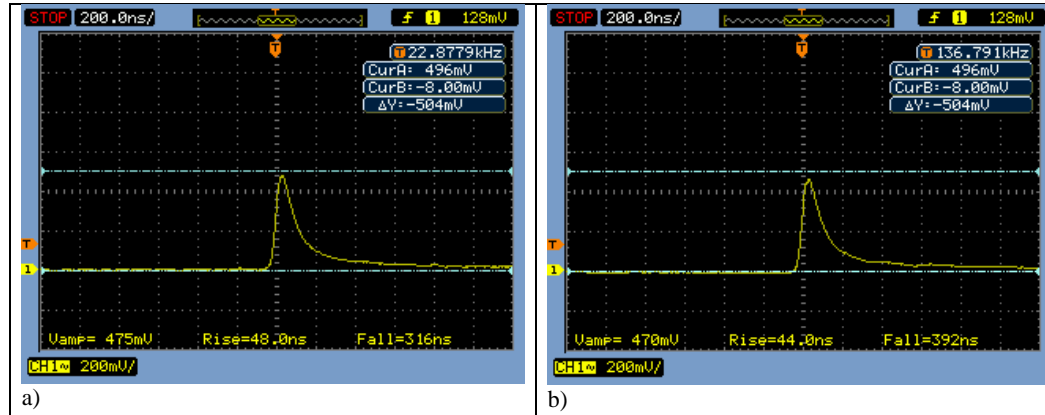 STOP 200.0ns/ T f 1 128mV
T
T 22.8779kHz
CurA: 496mV
CurB:-8.00mV
ΔY:-504mV
T
1
Vamp= 475mV Rise=48.0ns Fall=316ns
CH1~ 200mV/
a)
STOP 200.0ns/ T f 1 128mV
T
T 136.791kHz
CurA: 496mV
CurB:-8.00mV
ΔY:-504mV
T
1
Vamp= 470mV Rise=44.0ns Fall=392ns
CH1~ 200mV/
b)